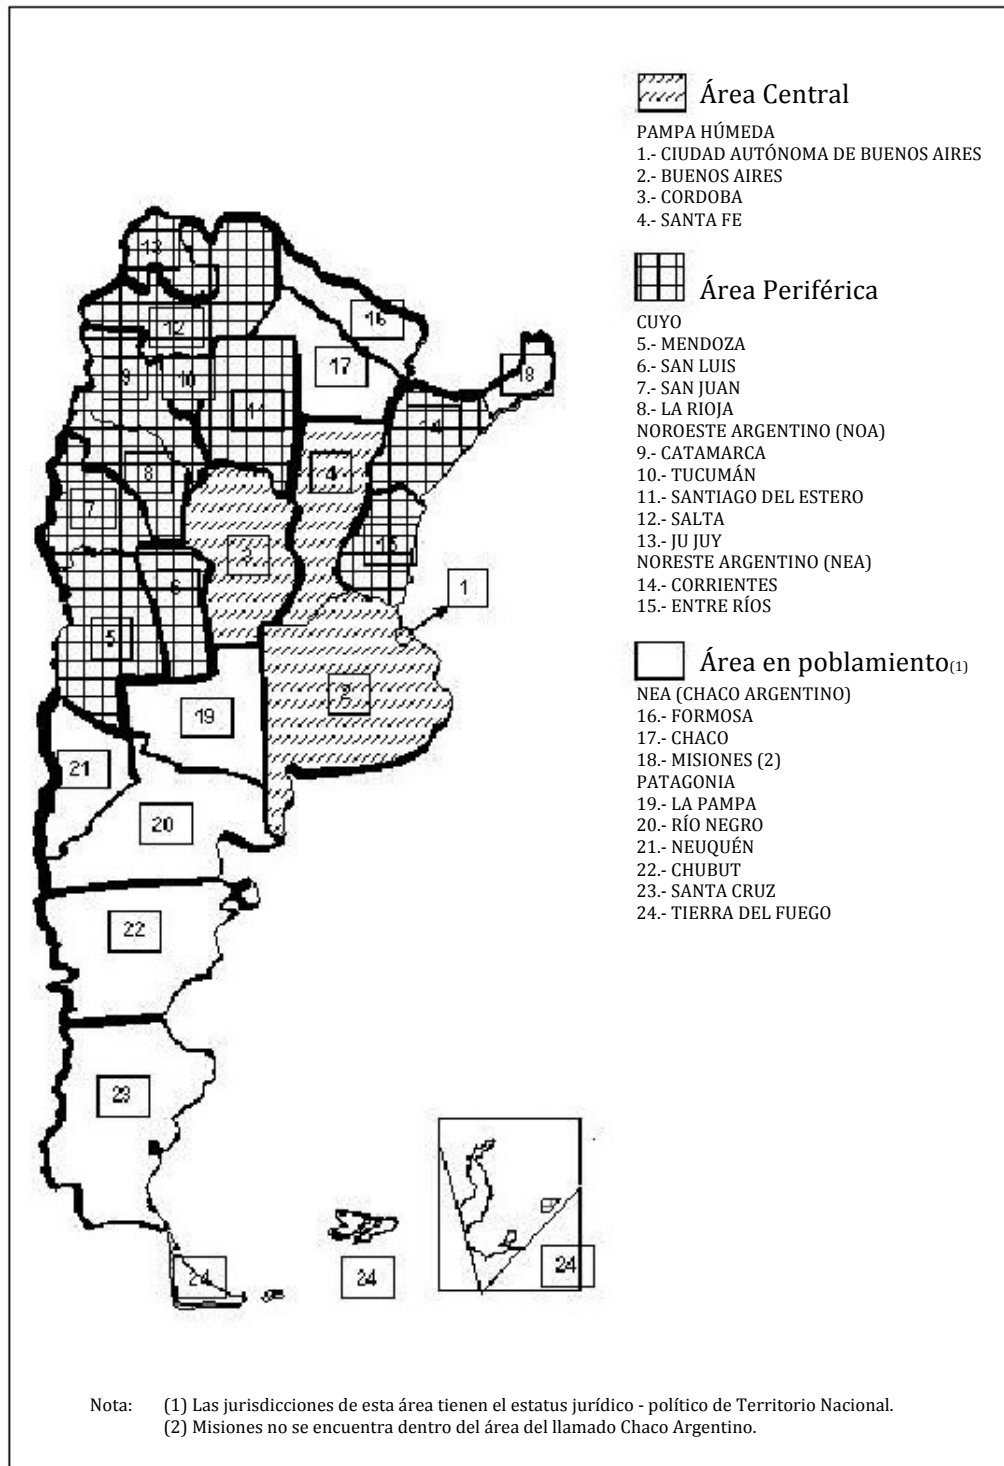 Área Central
PAMPA HÚMEDA
1.- CIUDAD AUTÓNOMA DE BUENOS AIRES
2.- BUENOS AIRES
3.- CORDOBA
4.- SANTA FE
Área Periférica
CUYO
5.- MENDOZA
6.- SAN LUIS
7.- SAN JUAN
8.- LA RIOJA
NOROESTE ARGENTINO (NOA)
9.- CATAMARCA
10.- TUCUMÁN
11.- SANTIAGO DEL ESTERO
12.- SALTA
13.- JU JUY
NORESTE ARGENTINO (NEA)
14.- CORRIENTES
15.- ENTRE RÍOS
Área en poblamiento(1)
NEA (CHACO ARGENTINO)
16.- FORMOSA
17.- CHACO
18.- MISIONES (2)
PATAGONIA
19.- LA PAMPA
20.- RÍO NEGRO
21.- NEUQUÉN
22.- CHUBUT
23.- SANTA CRUZ
24.- TIERRA DEL FUEGO
13
16
12
17
18
9
10
11
14
4
8
7
3
15
6
1
5
2
19
21
20
22
23
24
24
24
Nota: (1) Las jurisdicciones de esta área tienen el estatus jurídico - político de Territorio Nacional.
(2) Misiones no se encuentra dentro del área del llamado Chaco Argentino.